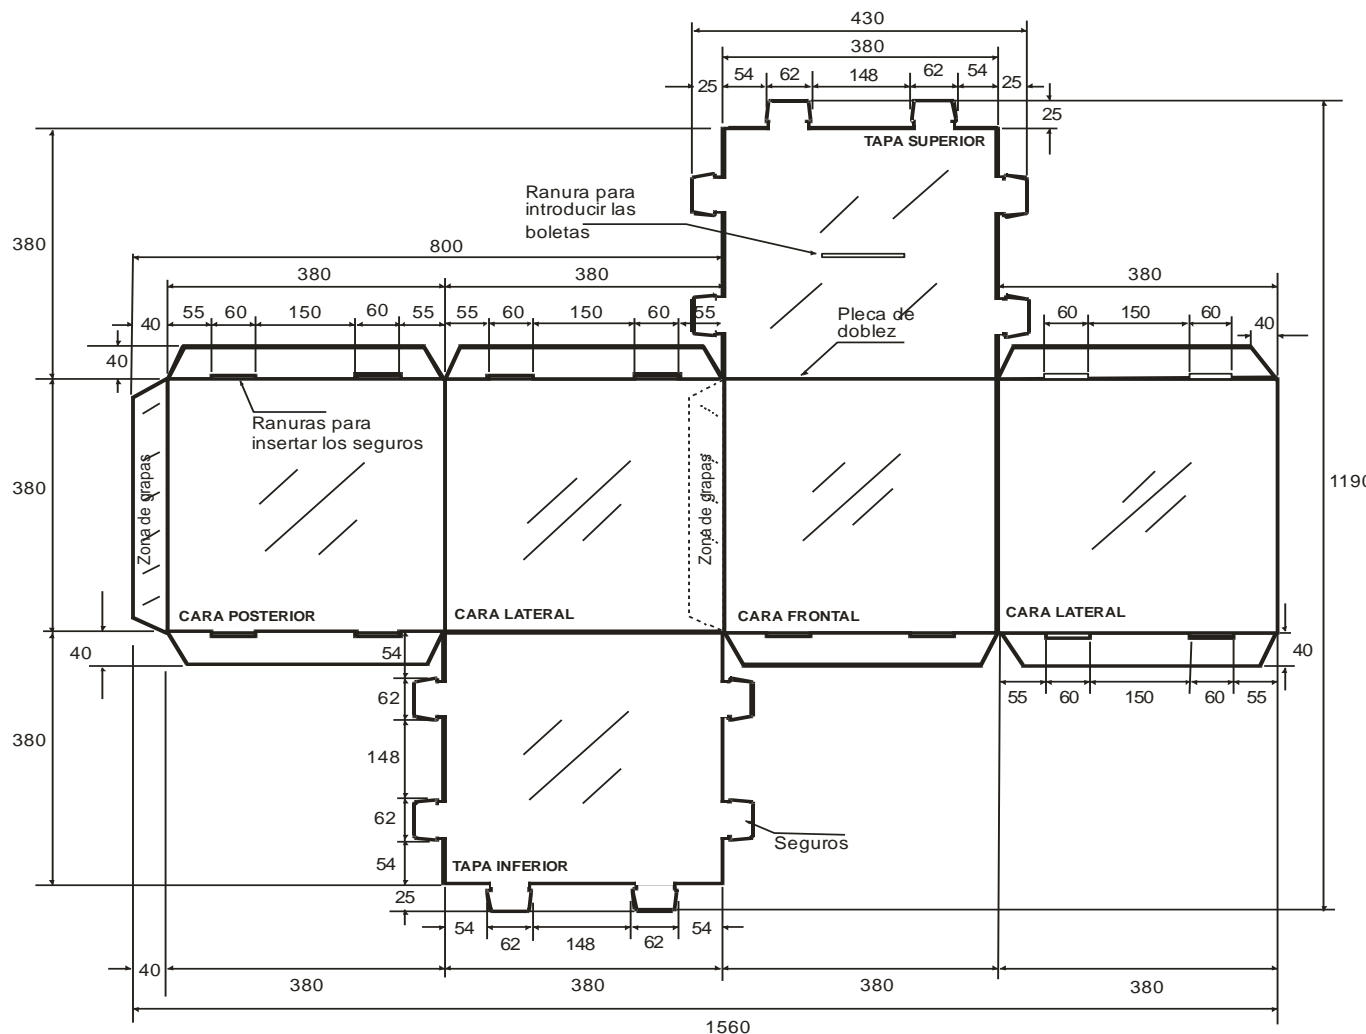 430
380
54 62 148 62 54
25 25
25
TAPA SUPERIOR
Ranura para
introducir las
boletas
380
800
380 380 380
40 55 60 150 60 55 55 60 150 60 55 60 150 60 40
Pleca de
doblez
40
Ranuras para
insertar los seguros
380
Zona de grapas
Zona de grapas
1190
CARA POSTERIOR
CARA LATERAL
CARA FRONTAL
CARA LATERAL
40
54
40
62
55 60 150 60 55
380
148
62
Seguros
54
TAPA INFERIOR
25
54 62 148 62 54
40 380 380 380 380
1560